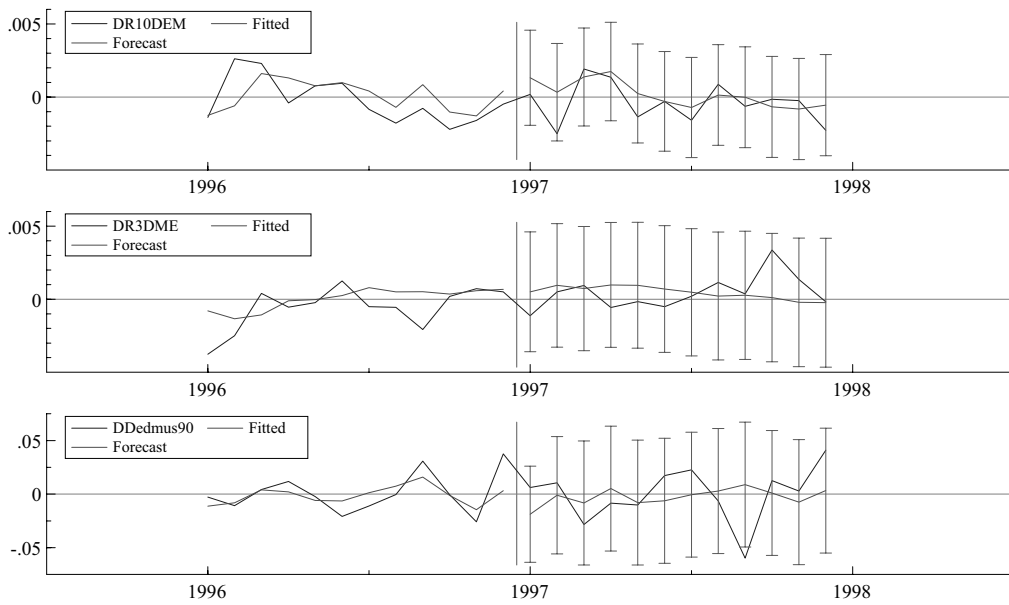 .005
DR10DEM Fitted
Forecast
0
1996 1997 1998
.005
DR3DME Fitted
Forecast
0
1996 1997 1998
.05
DDedmus90 Fitted
Forecast
0
-.05
1996 1997 1998